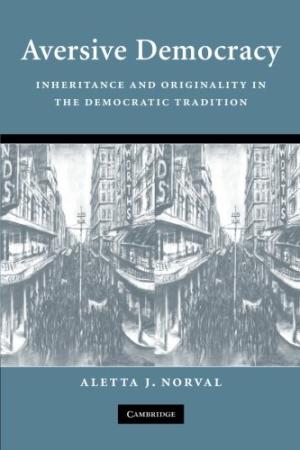 Aversive Democracy
INHERITANCE AND ORIGINALITY IN
THE DEMOCRATIC TRADITION
ALETTA J. NORVAL
CAMBRIDGE